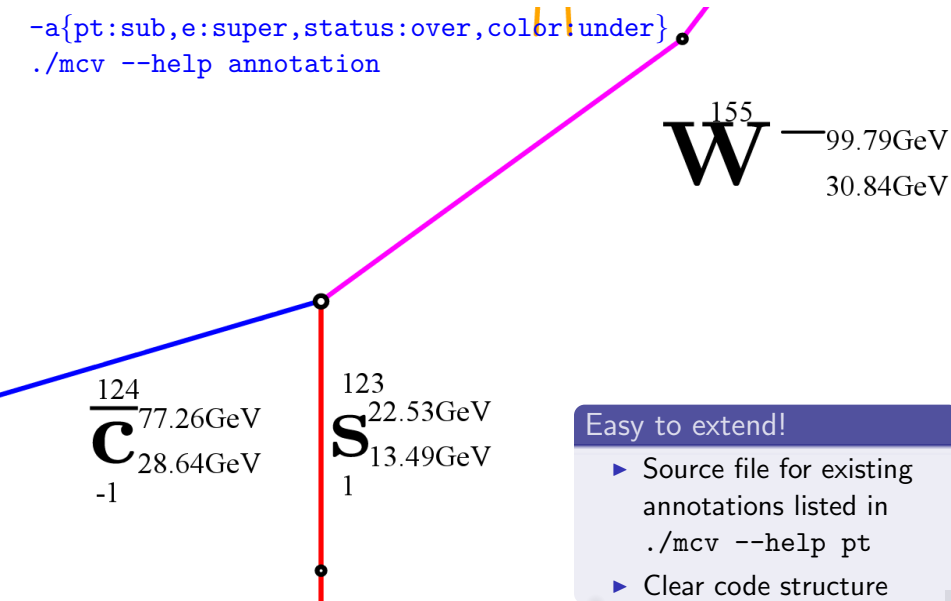 -a{pt:sub,e:super,status:over,color:under}
./mcv --help annotation
155
W̅ — 99.79GeV
30.84GeV
124
c̅ 77.26GeV
28.64GeV
-1
123
s 22.53GeV
13.49GeV
1
Easy to extend!
▶ Source file for existing
annotations listed in
./mcv --help pt
▶ Clear code structure